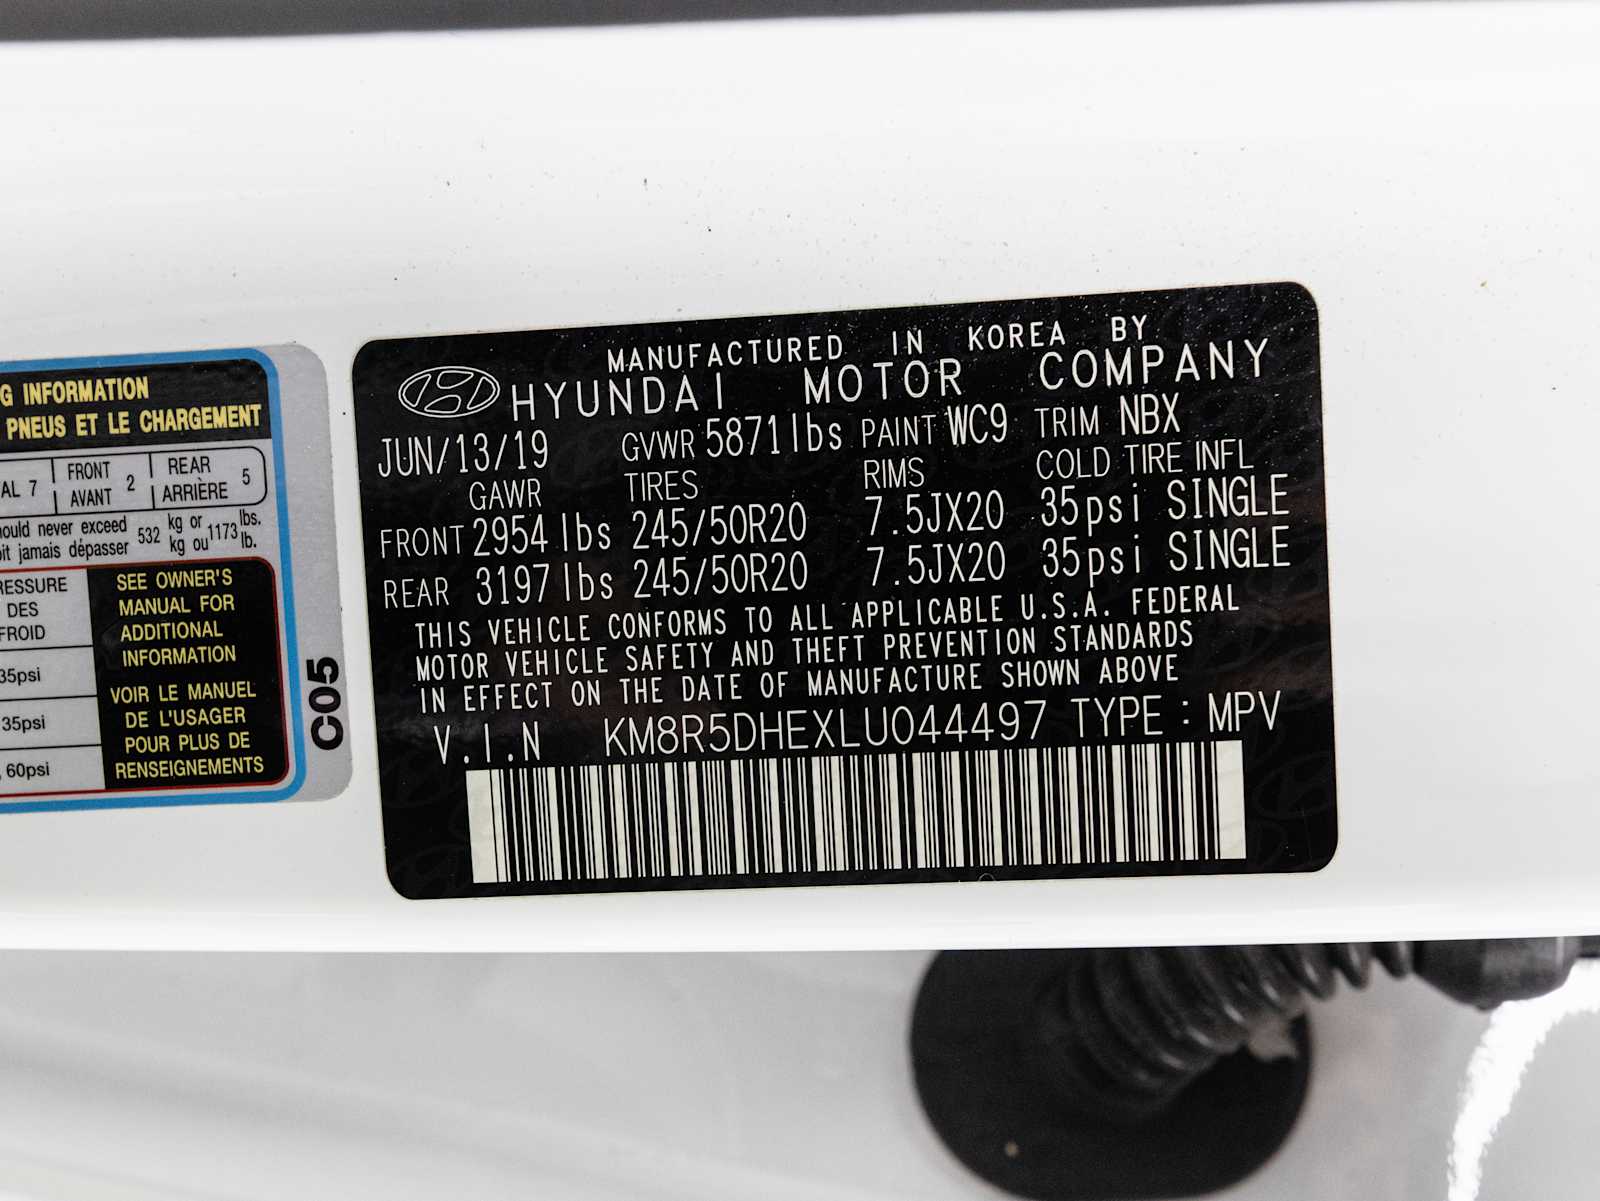 G INFORMATION
PNEUS ET LE CHARGEMENT
AL 7 FRONT AVANT 2 REAR ARRIÈRE 5
ould never exceed 532 kg or 1173 lbs.
oit jamais dépasser kg ou lb.
RESSURE
DES
FROID
35psi
35psi
, 60psi
SEE OWNER'S
MANUAL FOR
ADDITIONAL
INFORMATION
VOIR LE MANUEL
DE L'USAGER
POUR PLUS DE
RENSEIGNEMENTS
C05
MANUFACTURED IN KOREA BY
HYUNDAI MOTOR COMPANY
JUN/13/19 GVWR 5871lbs PAINT WC9 TRIM NBX
GAWR TIRES RIMS COLD TIRE INFL
FRONT 2954 lbs 245/50R20 7.5JX20 35psi SINGLE
REAR 3197 lbs 245/50R20 7.5JX20 35psi SINGLE
THIS VEHICLE CONFORMS TO ALL APPLICABLE U.S.A. FEDERAL
MOTOR VEHICLE SAFETY AND THEFT PREVENTION STANDARDS
IN EFFECT ON THE DATE OF MANUFACTURE SHOWN ABOVE
V.I.N KM8R5DHEXLU044497 TYPE : MPV